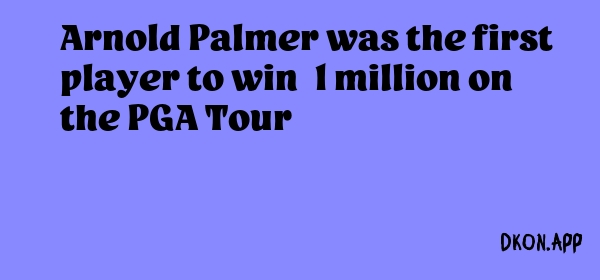 Arnold Palmer was the first
player to win 1 million on
the PGA Tour
DKON.APP